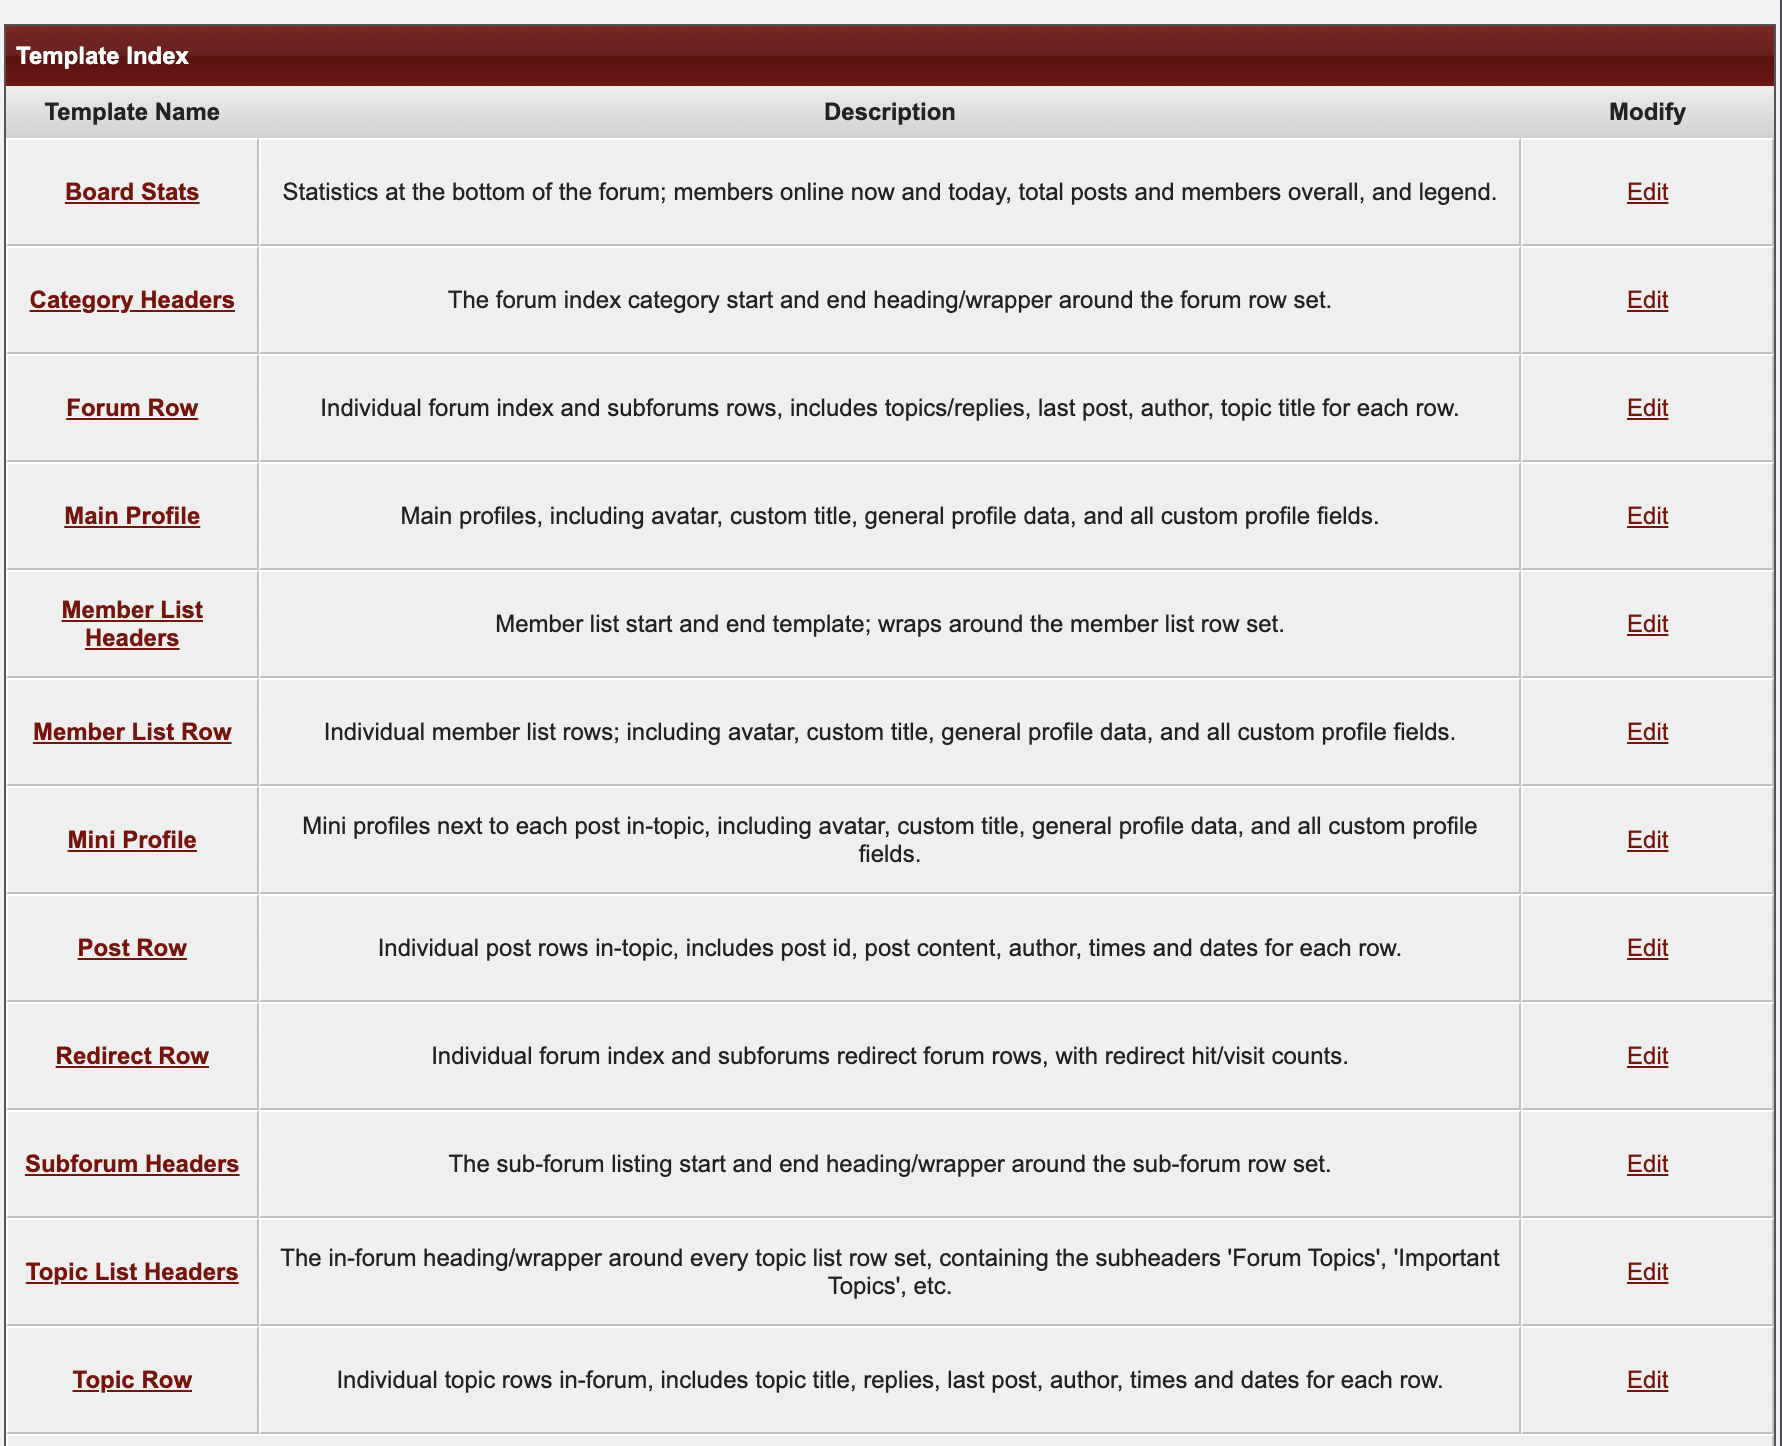 Template Index
Template Name Description Modify
Board Stats Statistics at the bottom of the forum; members online now and today, total posts and members overall, and legend. Edit
Category Headers The forum index category start and end heading/wrapper around the forum row set. Edit
Forum Row Individual forum index and subforums rows, includes topics/replies, last post, author, topic title for each row. Edit
Main Profile Main profiles, including avatar, custom title, general profile data, and all custom profile fields. Edit
Member List
Headers
Member list start and end template; wraps around the member list row set. Edit
Member List Row Individual member list rows; including avatar, custom title, general profile data, and all custom profile fields. Edit
Mini Profile
Mini profiles next to each post in-topic, including avatar, custom title, general profile data, and all custom profile
fields.
Edit
Post Row Individual post rows in-topic, includes post id, post content, author, times and dates for each row. Edit
Redirect Row Individual forum index and subforums redirect forum rows, with redirect hit/visit counts. Edit
Subforum Headers The sub-forum listing start and end heading/wrapper around the sub-forum row set. Edit
Topic List Headers
The in-forum heading/wrapper around every topic list row set, containing the subheaders 'Forum Topics', 'Important
Topics', etc.
Edit
Topic Row Individual topic rows in-forum, includes topic title, replies, last post, author, times and dates for each row. Edit